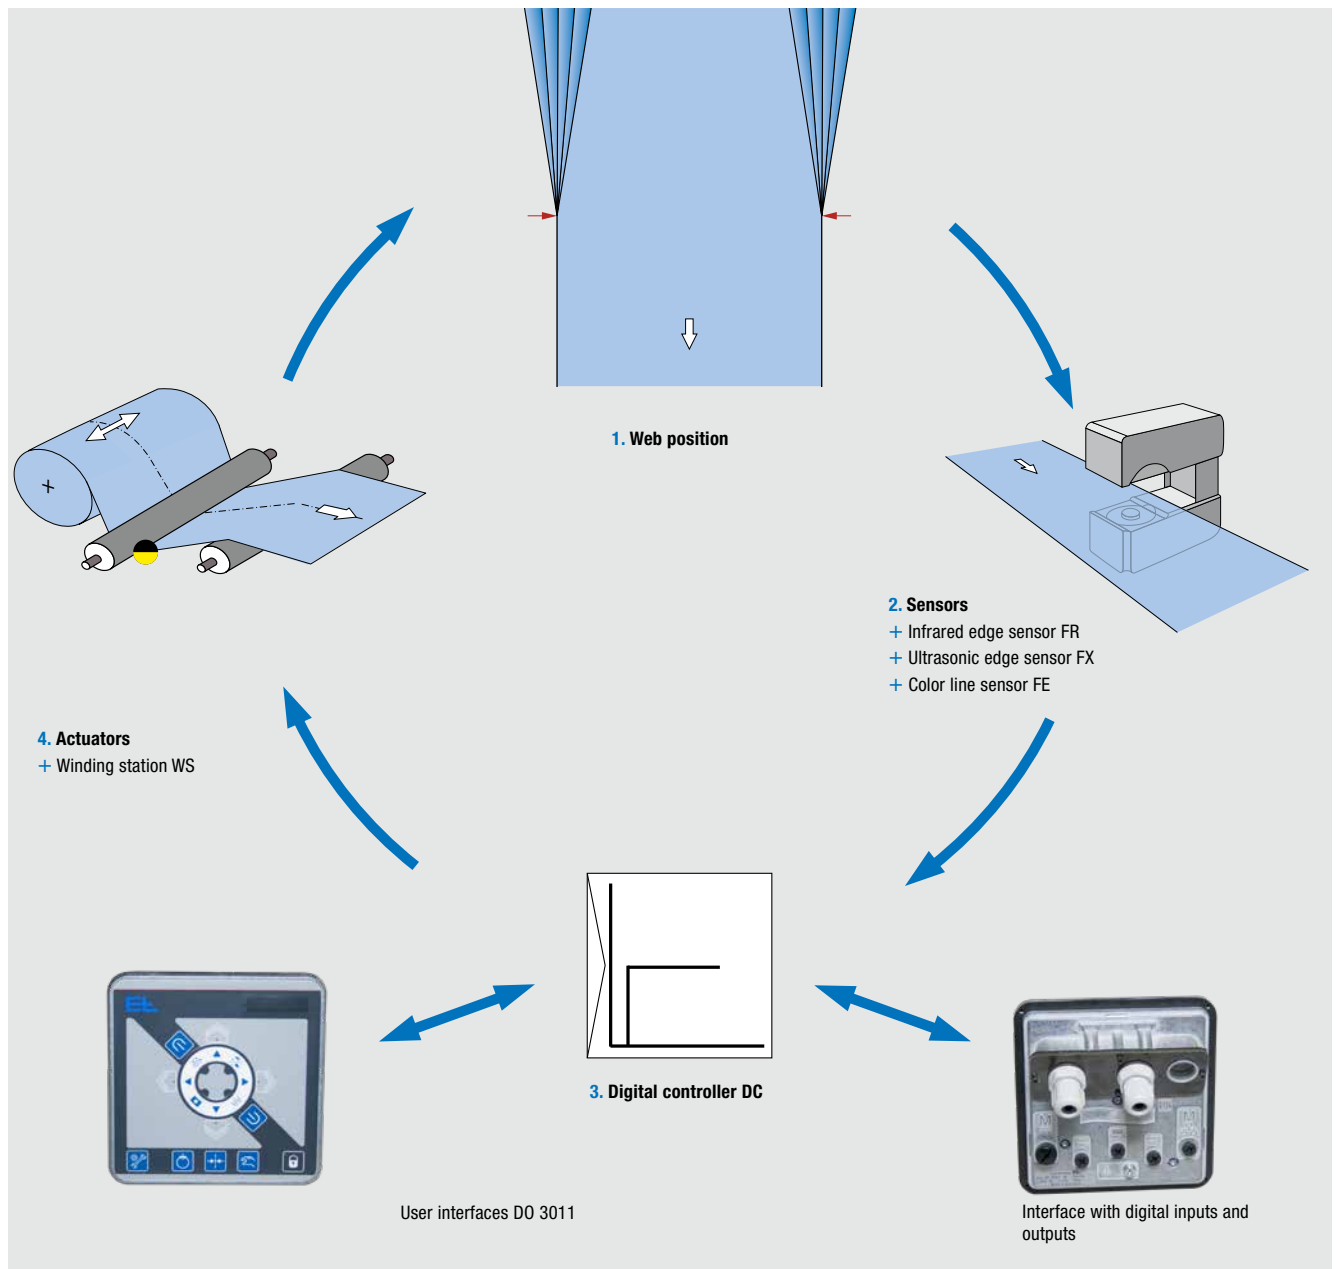 1. Web position
2. Sensors
+ Infrared edge sensor FR
+ Ultrasonic edge sensor FX
+ Color line sensor FE
4. Actuators
+ Winding station WS
3. Digital controller DC
User interfaces DO 3011
Interface with digital inputs and
outputs